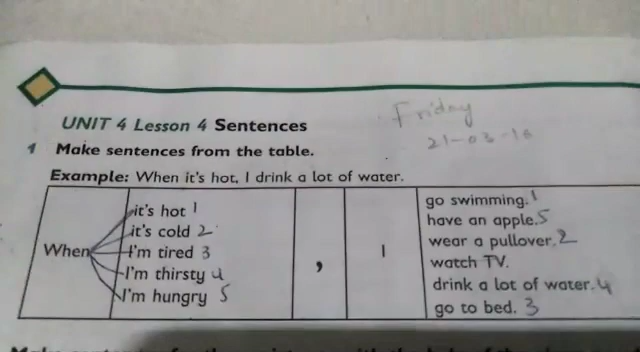 UNIT 4 Lesson 4 Sentences
Friday
21-03-16
1 Make sentences from the table.
Example: When it's hot, I drink a lot of water.
When
it's hot 1
it's cold 2
I'm tired 3
I'm thirsty 4
I'm hungry 5
,
I
go swimming. 1
have an apple. 5
wear a pullover. 2
watch TV.
drink a lot of water. 4
go to bed. 3